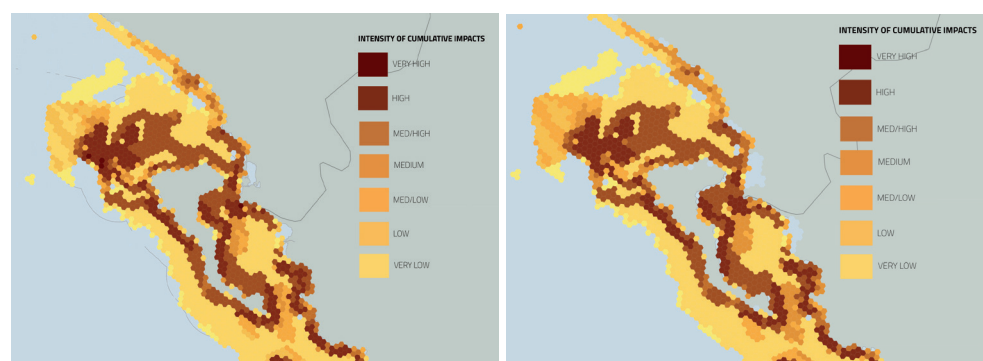 INTENSITY OF CUMULATIVE IMPACTS
VERY HIGH
HIGH
MED/HIGH
MEDIUM
MED/LOW
LOW
VERY LOW
INTENSITY OF CUMULATIVE IMPACTS
VERY HIGH
HIGH
MED/HIGH
MEDIUM
MED/LOW
LOW
VERY LOW